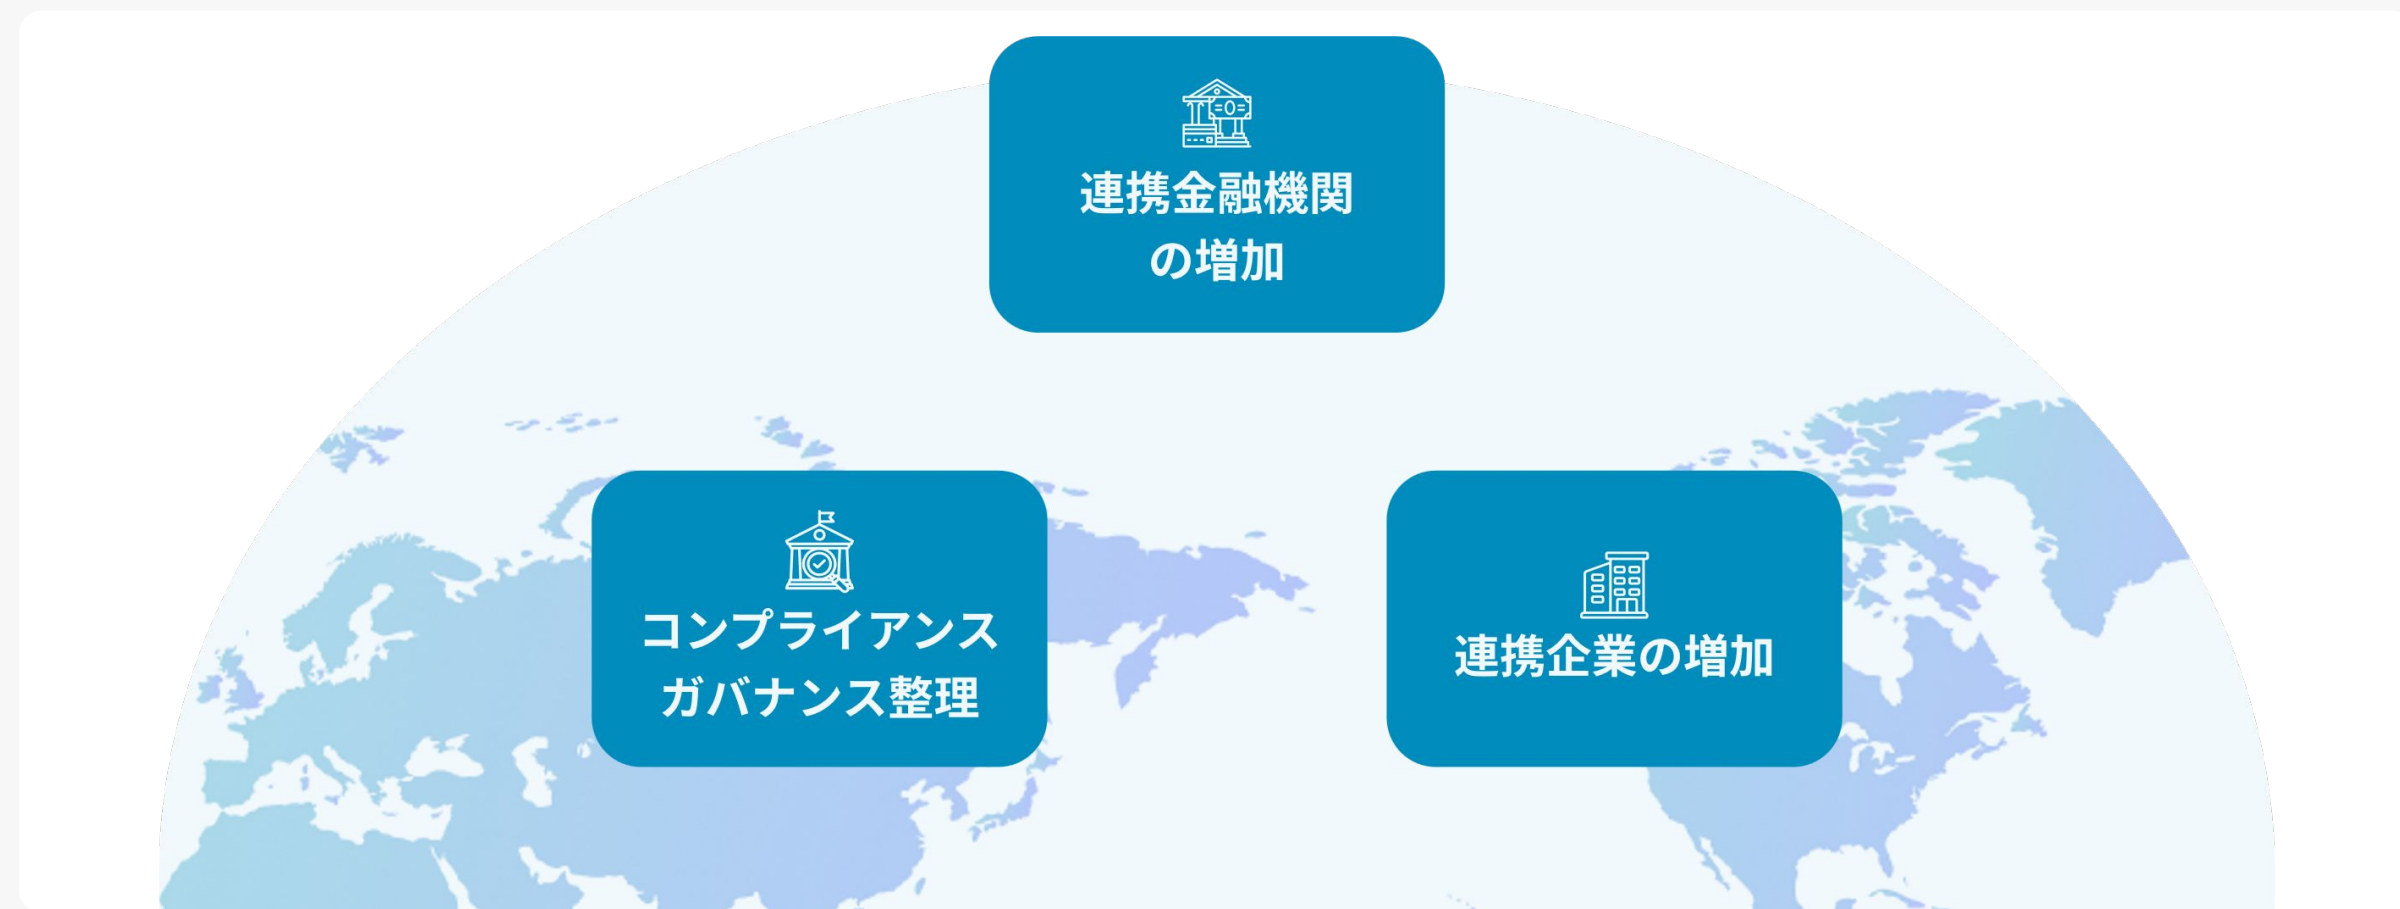 連携金融機関
の増加
コンプライアンス
ガバナンス整理
連携企業の増加